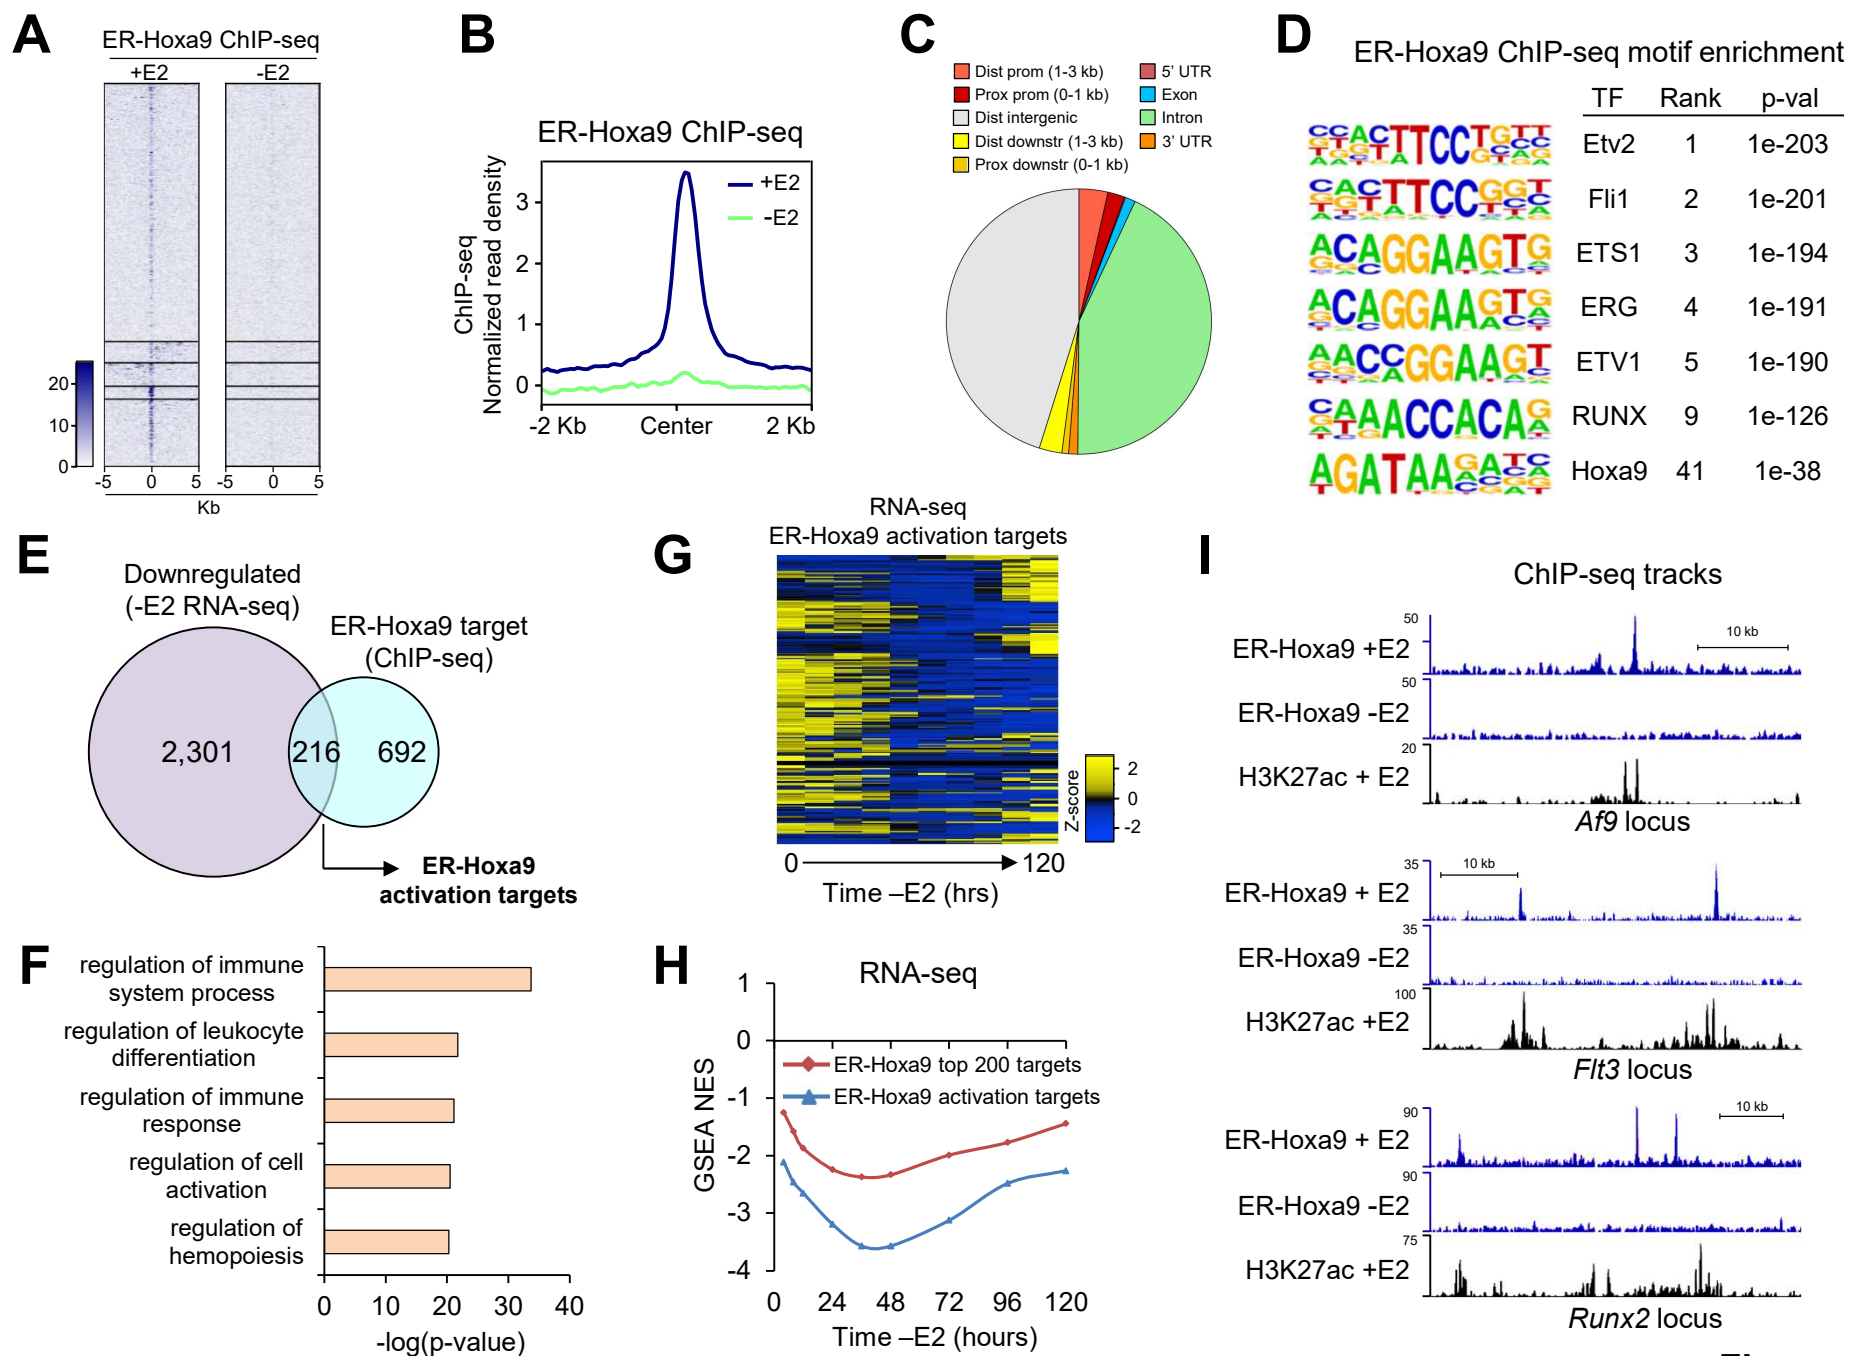 A
ER-Hoxa9 ChIP-seq
+E2
-E2
20
10
0
-5
0
5
-5
0
5
Kb
B
ER-Hoxa9 ChIP-seq
ChIP-seq
Normalized read density
3
2
1
0
+E2
-E2
-2 Kb
Center
2 Kb
C
Dist prom (1-3 kb)
Prox prom (0-1 kb)
Dist intergenic
Dist downstr (1-3 kb)
Prox downstr (0-1 kb)
5' UTR
Exon
Intron
3' UTR
D
ER-Hoxa9 ChIP-seq motif enrichment
TF Rank p-val
Etv2 1 1e-203
Fli1 2 1e-201
ETS1 3 1e-194
ERG 4 1e-191
ETV1 5 1e-190
RUNX 9 1e-126
Hoxa9 41 1e-38
E
Downregulated
(-E2 RNA-seq)
ER-Hoxa9 target
(ChIP-seq)
2,301
216
692
ER-Hoxa9
activation targets
F
regulation of immune
system process
regulation of leukocyte
differentiation
regulation of immune
response
regulation of cell
activation
regulation of
hemopoiesis
0 10 20 30 40
-log(p-value)
G
RNA-seq
ER-Hoxa9 activation targets
Z-score
2
0
-2
0
120
Time –E2 (hrs)
H
RNA-seq
GSEA NES
1
0
-1
-2
-3
-4
ER-Hoxa9 top 200 targets
ER-Hoxa9 activation targets
0 24 48 72 96 120
Time –E2 (hours)
I
ChIP-seq tracks
ER-Hoxa9 +E2
50
10 kb
ER-Hoxa9 -E2
50
H3K27ac + E2
20
Af9 locus
ER-Hoxa9 + E2
35
10 kb
ER-Hoxa9 -E2
35
H3K27ac +E2
100
Flt3 locus
ER-Hoxa9 + E2
90
10 kb
ER-Hoxa9 -E2
90
H3K27ac +E2
75
Runx2 locus